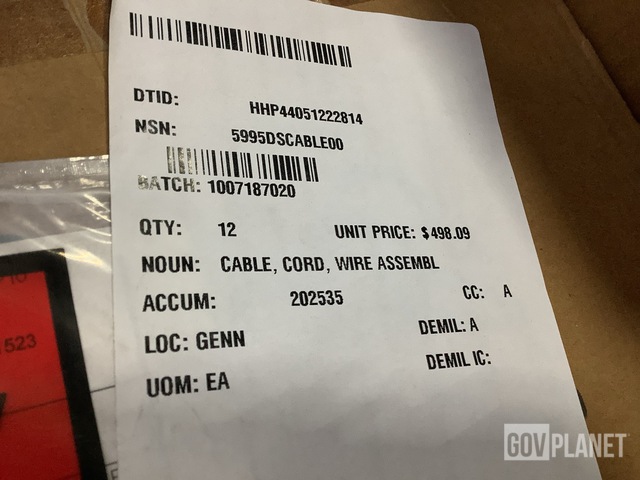 DTID: HHP44051222814
NSN: 5995DSCABLE00
BATCH: 1007187020
QTY: 12 UNIT PRICE: $498.09
NOUN: CABLE, CORD, WIRE ASSEMBL
ACCUM: 202535 CC: A
LOC: GENN DEMIL: A
UOM: EA DEMIL IC:
1523
GOVPLANET